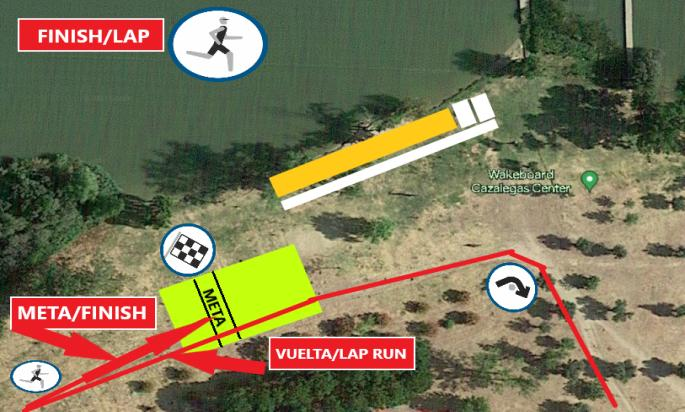 FINISH/LAP
Wakeboard
Cazalegas Center
META
META/FINISH
VUELTA/LAP RUN